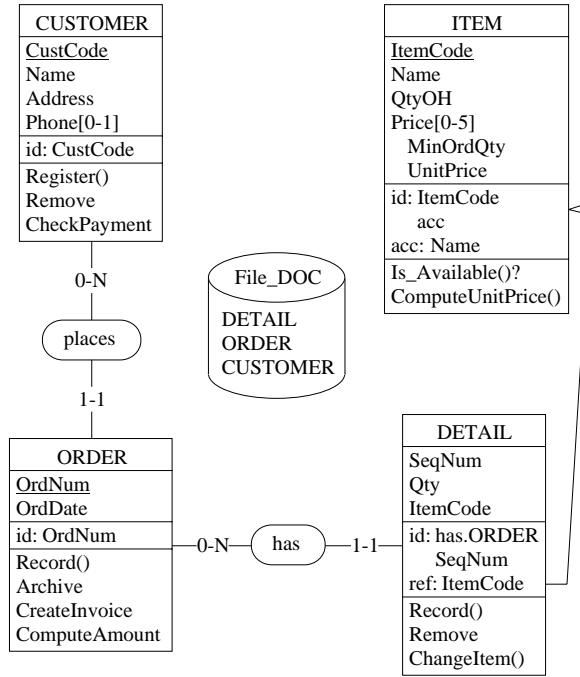 CUSTOMER
CustCode
Name
Address
Phone[0-1]
id: CustCode
Register()
Remove
CheckPayment
ITEM
ItemCode
Name
QtyOH
Price[0-5]
MinOrdQty
UnitPrice
id: ItemCode
acc
acc: Name
Is_Available()?
ComputeUnitPrice()
0-N
places
1-1
File_DOC
DETAIL
ORDER
CUSTOMER
ORDER
OrdNum
OrdDate
id: OrdNum
Record()
Archive
CreateInvoice
ComputeAmount
0-N
has
1-1
DETAIL
SeqNum
Qty
ItemCode
id: has.ORDER
SeqNum
ref: ItemCode
Record()
Remove
ChangeItem()